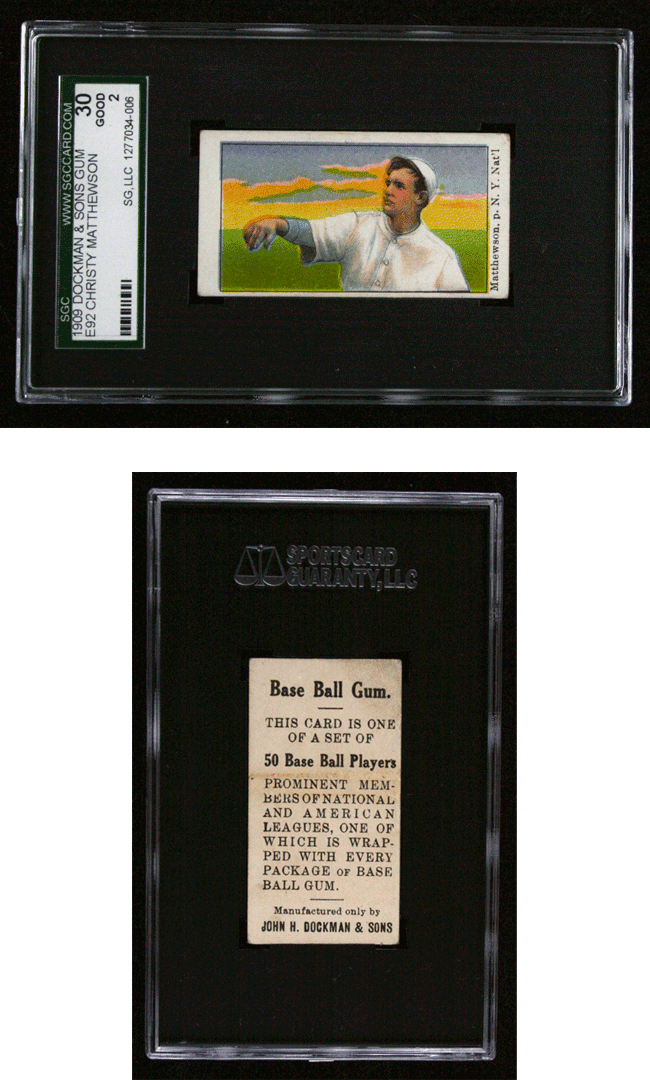 SGC WWW.SGCCARD.COM
1909 DOCKMAN & SONS GUM 30
E92 CHRISTY MATTHEWSON GOOD
2
SG,LLC 1277034-006
Matthewson, p. N. Y. Nat'l
SPORTSCARD
GUARANTY, LLC
Base Ball Gum.
THIS CARD IS ONE
OF A SET OF
50 Base Ball Players
PROMINENT MEM-
BERS OF NATIONAL
AND AMERICAN
LEAGUES, ONE OF
WHICH IS WRAP-
PED WITH EVERY
PACKAGE OF BASE
BALL GUM.
Manufactured only by
JOHN H. DOCKMAN & SONS